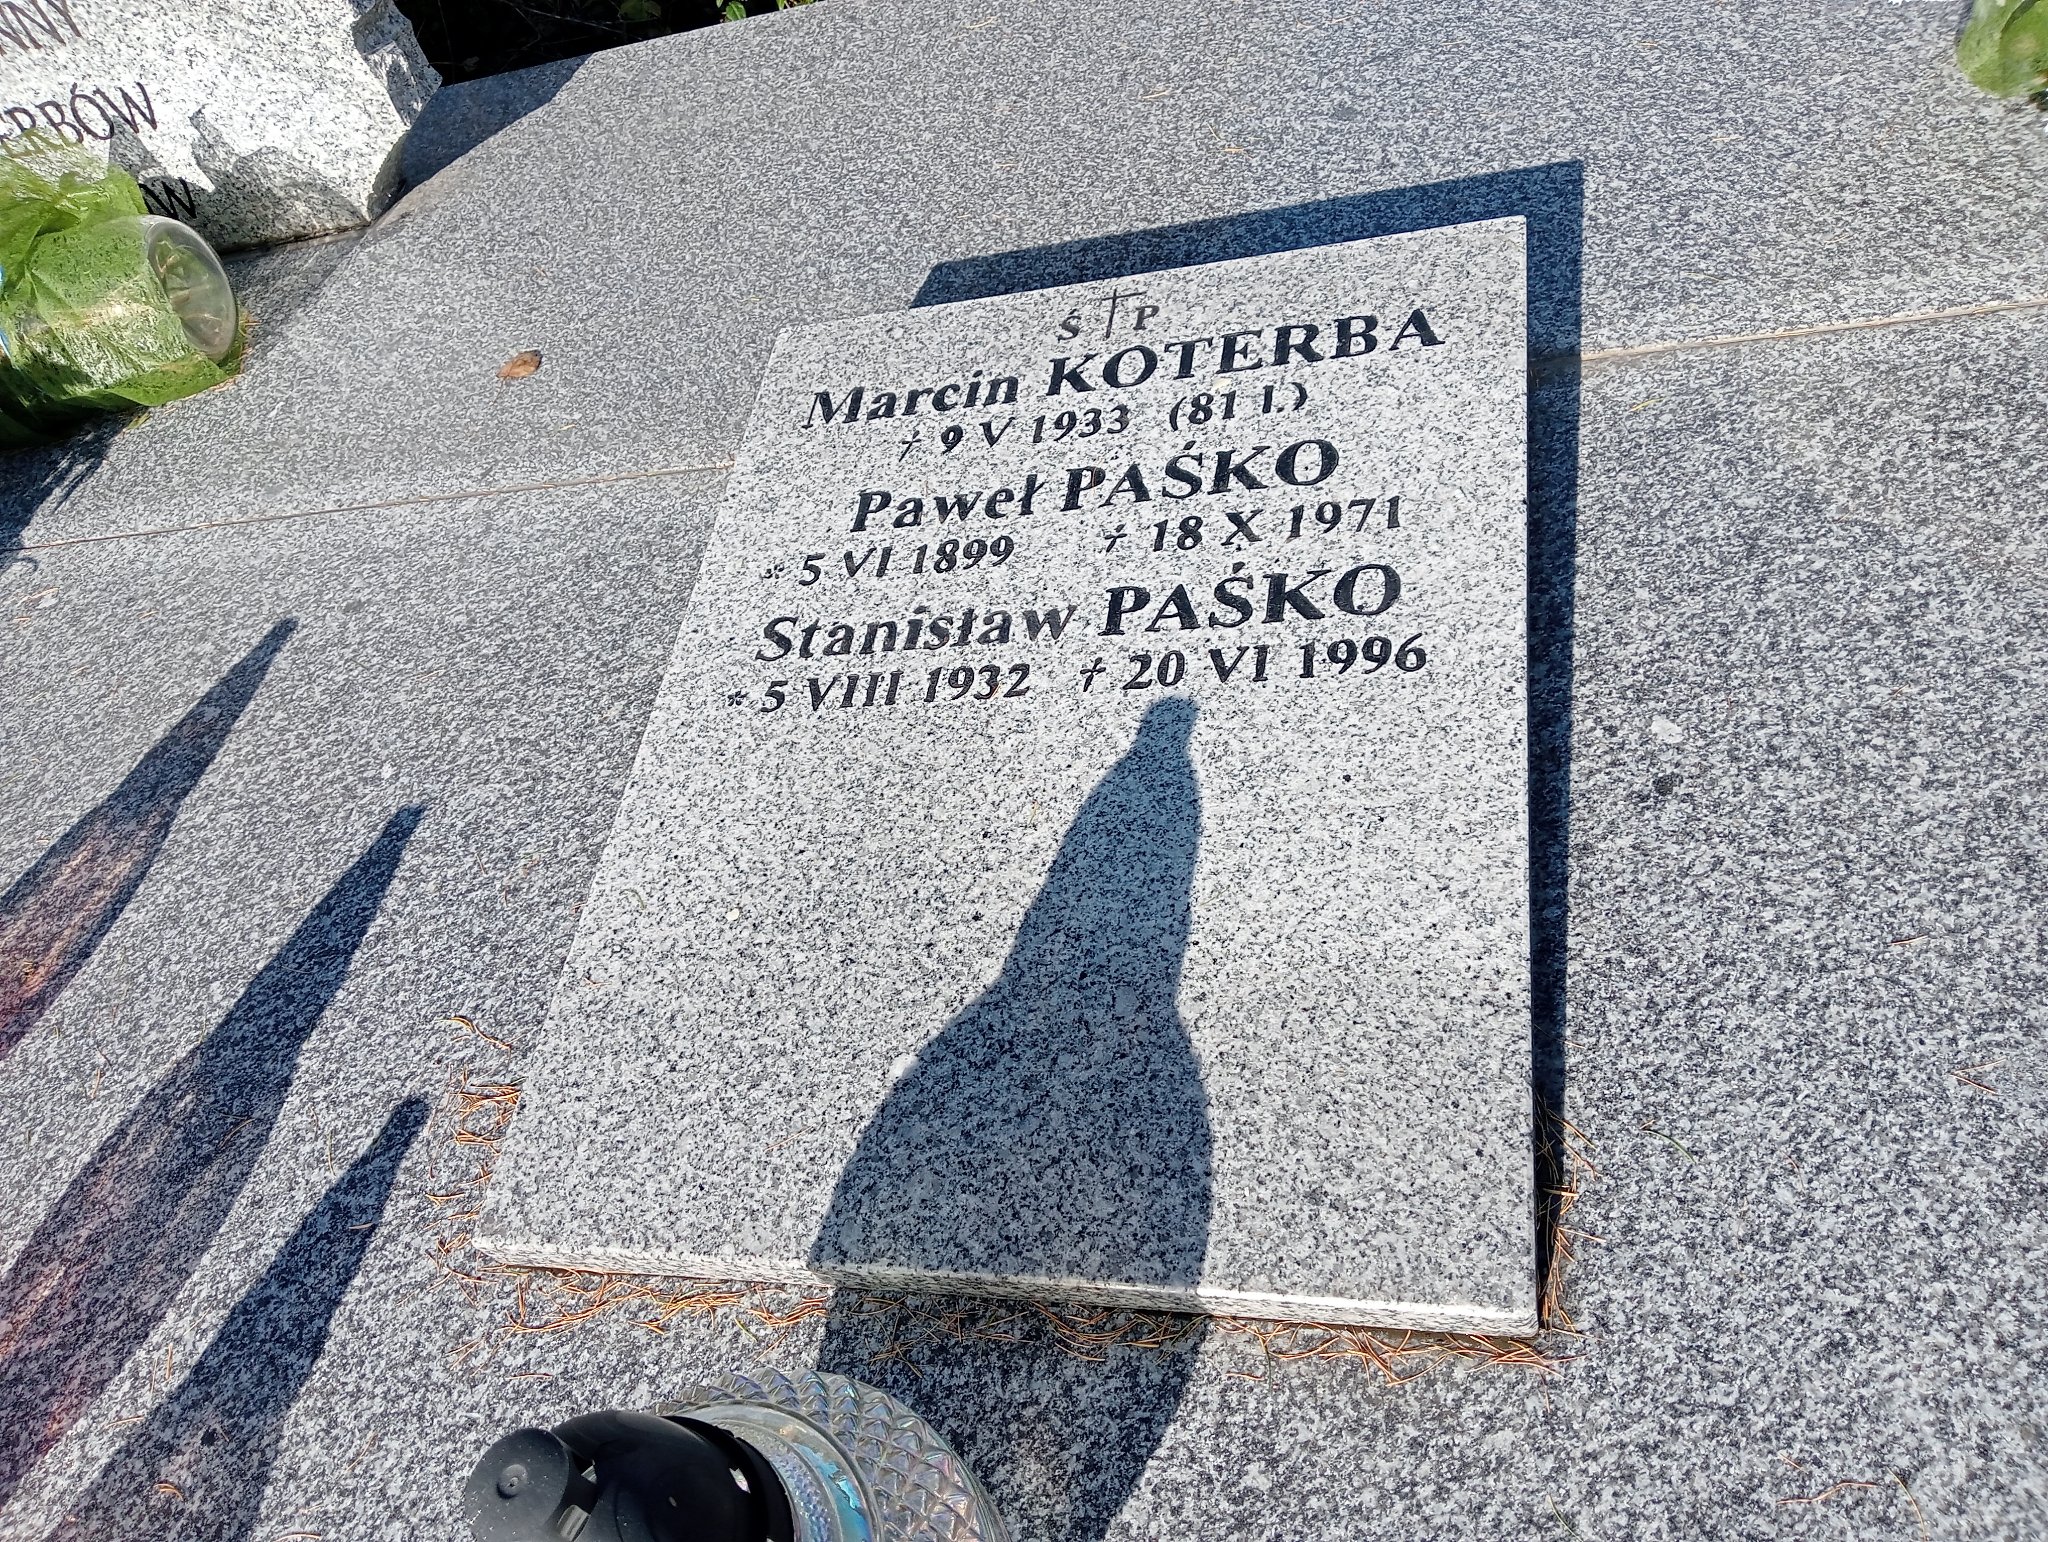 Ś † P
Marcin KOTERBA
† 9 V 1933 (81 l.)
Paweł PAŚKO
* 5 VI 1899 † 18 X 1971
Stanisław PAŚKO
* 5 VIII 1932 † 20 VI 1996